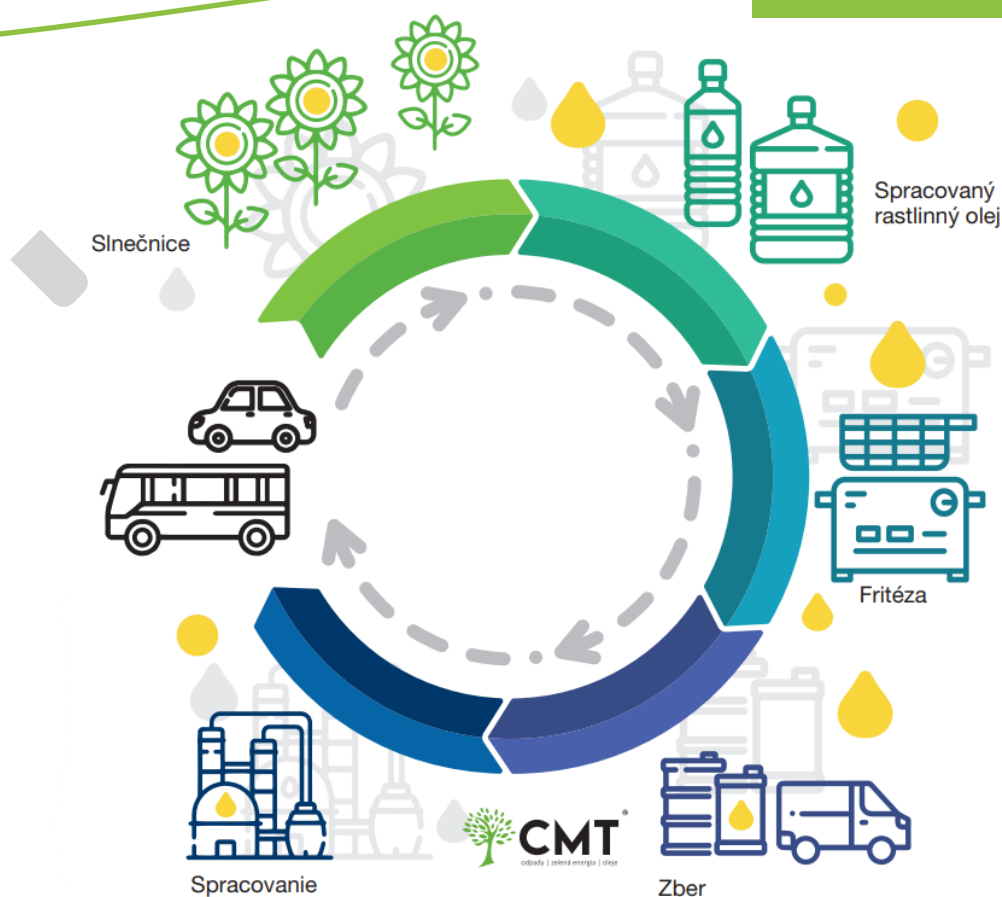 Slnečnice
Spracovaný
rastlinný olej
Fritéza
Zber
Spracovanie
CMT®
odpady | zelená energia | oleje